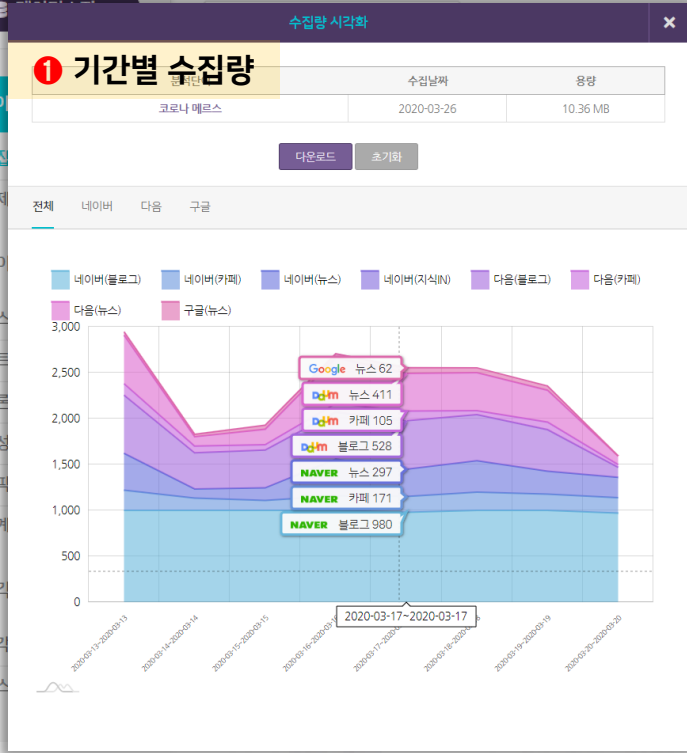 수집량 시각화 ×
❶ 기간별 수집량
수집날짜 용량
코로나 메르스 2020-03-26 10.36 MB
다운로드 초기화
전체 네이버 다음 구글
네이버(블로그) 네이버(카페) 네이버(뉴스) 네이버(지식IN) 다음(블로그) 다음(카페)
다음(뉴스) 구글(뉴스)
3,000
2,500
2,000
1,500
1,000
500
0
Google 뉴스 62
Daum 뉴스 411
Daum 카페 105
Daum 블로그 528
NAVER 뉴스 297
NAVER 카페 171
NAVER 블로그 980
2020-03-17~2020-03-17
2020-03-13~2020-03-13
2020-03-14~2020-03-14
2020-03-15~2020-03-15
2020-03-19~2020-03-19
2020-03-20~2020-03-20